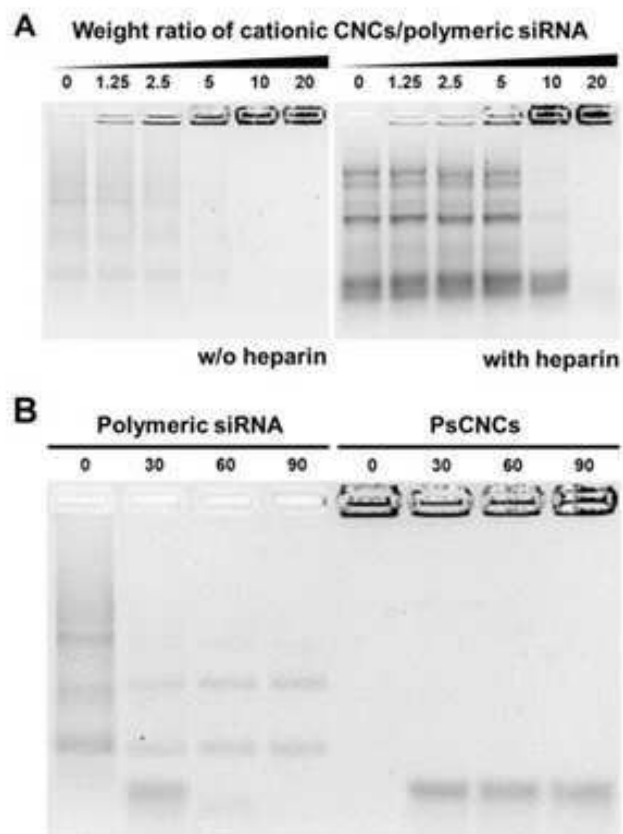 A
Weight ratio of cationic CNCs/polymeric siRNA
0 1.25 2.5 5 10 20 0 1.25 2.5 5 10 20
w/o heparin with heparin
B
Polymeric siRNA PsCNCs
0 30 60 90 0 30 60 90